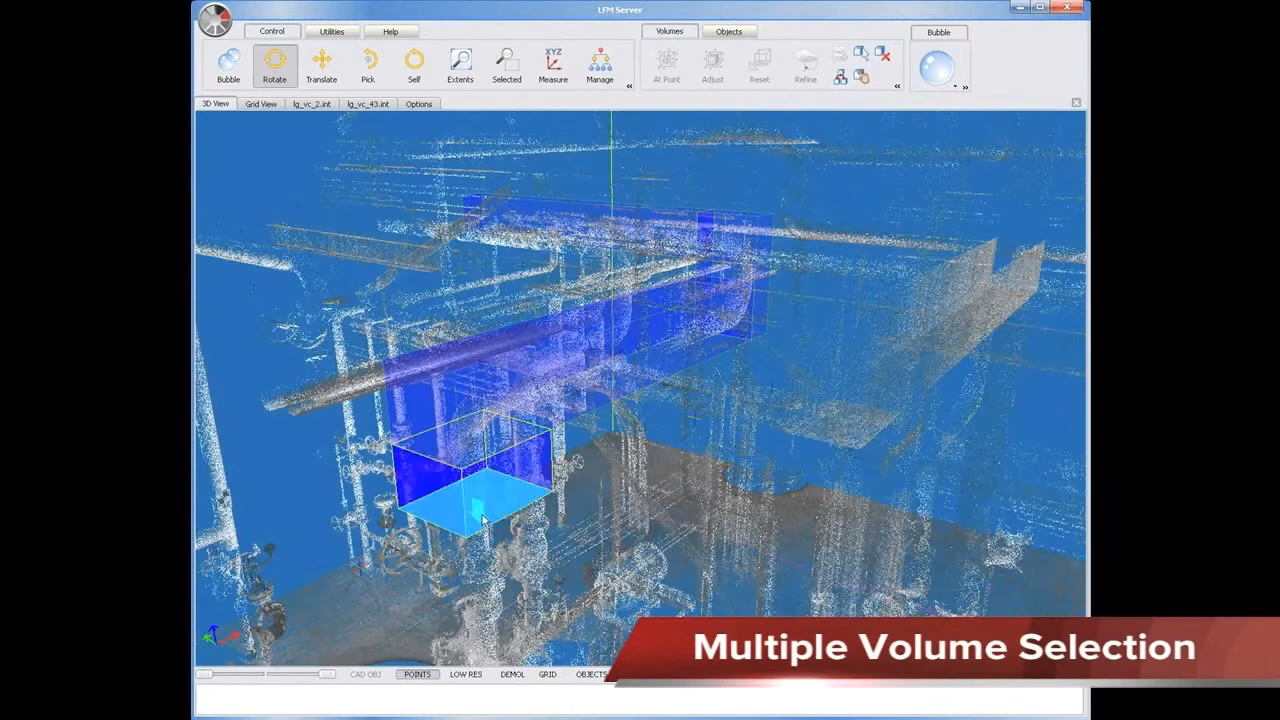 LFM Server
Control Utilities Help Volumes Objects Bubble
XYZ
Bubble Rotate Translate Pick Self Extents Selected Measure Manage At Point Adjust Reset Refine
3D View Grid View lg_vc_2.int lg_vc_43.int Options
Multiple Volume Selection
CAD OBJ POINTS LOW RES DEMOL GRID OBJECTS